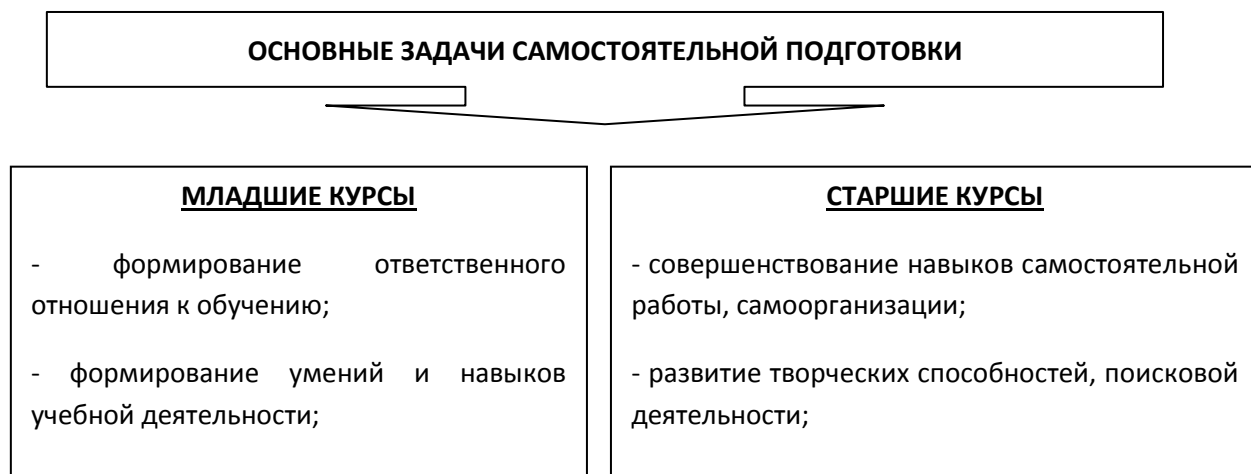 ОСНОВНЫЕ ЗАДАЧИ САМОСТОЯТЕЛЬНОЙ ПОДГОТОВКИ
МЛАДШИЕ КУРСЫ
- формирование ответственного
отношения к обучению;
- формирование умений и навыков
учебной деятельности;
СТАРШИЕ КУРСЫ
- совершенствование навыков самостоятельной
работы, самоорганизации;
- развитие творческих способностей, поисковой
деятельности;